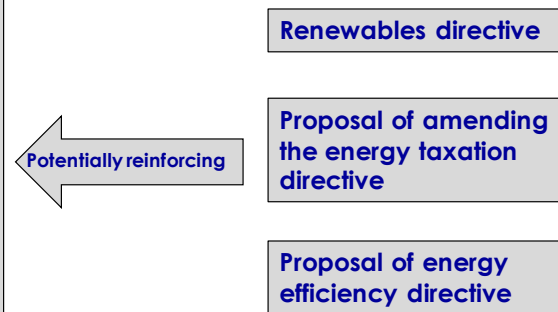 Renewables directive
Potentially reinforcing
Proposal of amending
the energy taxation
directive
Proposal of energy
efficiency directive